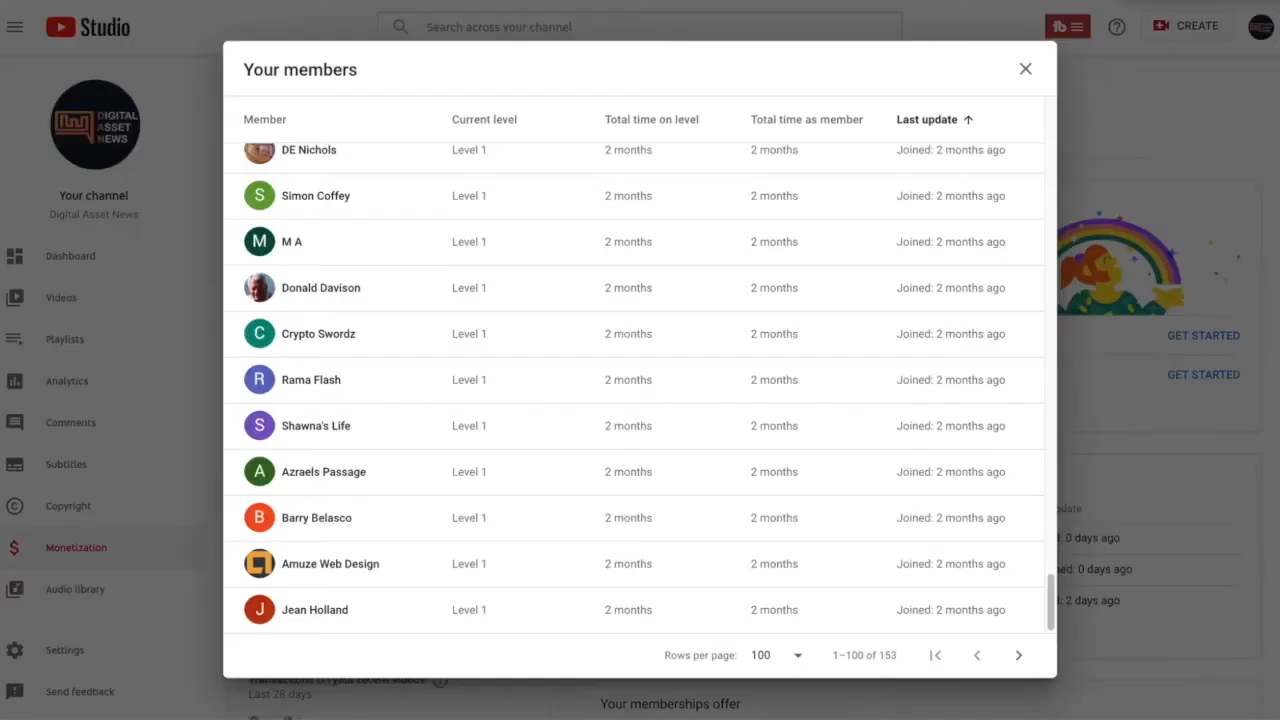 Studio
Search across your channel
CREATE
Your members
Member Current level Total time on level Total time as member Last update
DE Nichols Level 1 2 months 2 months Joined: 2 months ago
S Simon Coffey Level 1 2 months 2 months Joined: 2 months ago
M M A Level 1 2 months 2 months Joined: 2 months ago
Donald Davison Level 1 2 months 2 months Joined: 2 months ago
C Crypto Swordz Level 1 2 months 2 months Joined: 2 months ago
R Rama Flash Level 1 2 months 2 months Joined: 2 months ago
S Shawna's Life Level 1 2 months 2 months Joined: 2 months ago
A Azraels Passage Level 1 2 months 2 months Joined: 2 months ago
B Barry Belasco Level 1 2 months 2 months Joined: 2 months ago
Amuze Web Design Level 1 2 months 2 months Joined: 2 months ago
J Jean Holland Level 1 2 months 2 months Joined: 2 months ago
Rows per page: 100 1–100 of 153
DIGITAL
ASSET
NEWS
Your channel
Digital Asset News
Dashboard
Videos
Playlists
Analytics
Comments
Subtitles
Copyright
Monetization
Audio library
Settings
Send feedback
GET STARTED
GET STARTED
0 days ago
0 days ago
2 days ago
Transactions on your recent videos
Last 28 days
Your memberships offer